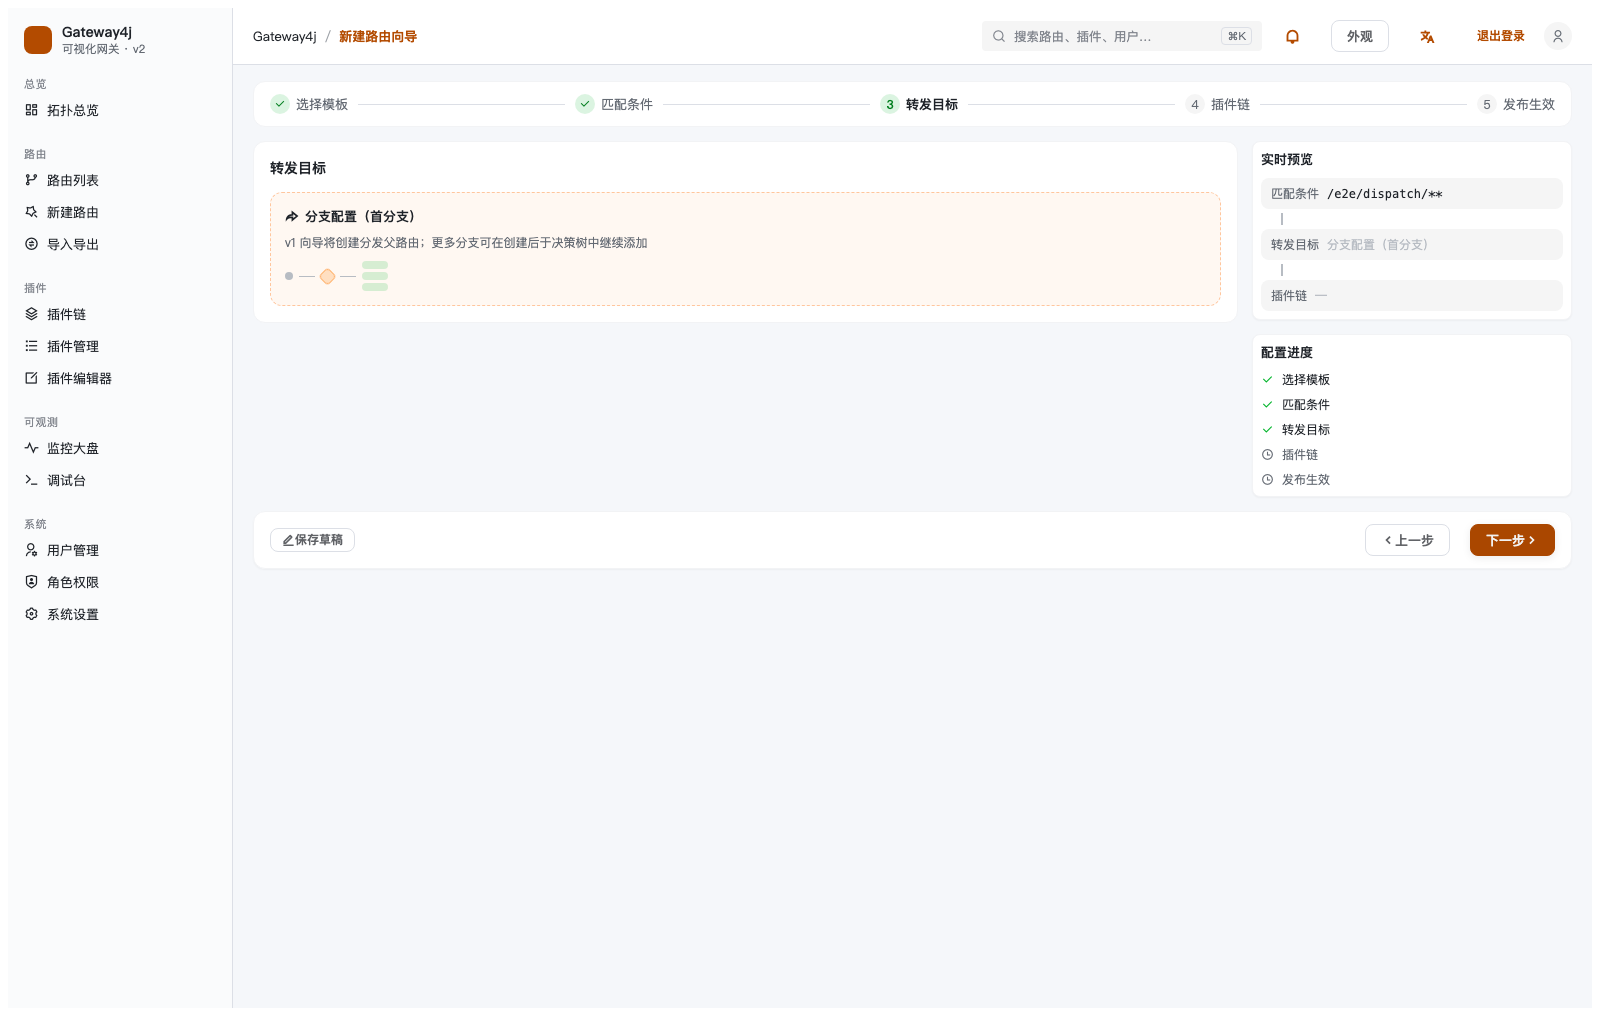 Gateway4j
可视化网关 · v2
总览
拓扑总览
路由
路由列表
新建路由
导入导出
插件
插件链
插件管理
插件编辑器
可观测
监控大盘
调试台
系统
用户管理
角色权限
系统设置
Gateway4j / 新建路由向导
搜索路由、插件、用户... ⌘K
外观
退出登录
选择模板
匹配条件
3 转发目标
4 插件链
5 发布生效
转发目标
分支配置（首分支）
v1 向导将创建分发父路由；更多分支可在创建后于决策树中继续添加
实时预览
匹配条件 /e2e/dispatch/**
转发目标 分支配置（首分支）
插件链 —
配置进度
选择模板
匹配条件
转发目标
插件链
发布生效
保存草稿
上一步
下一步